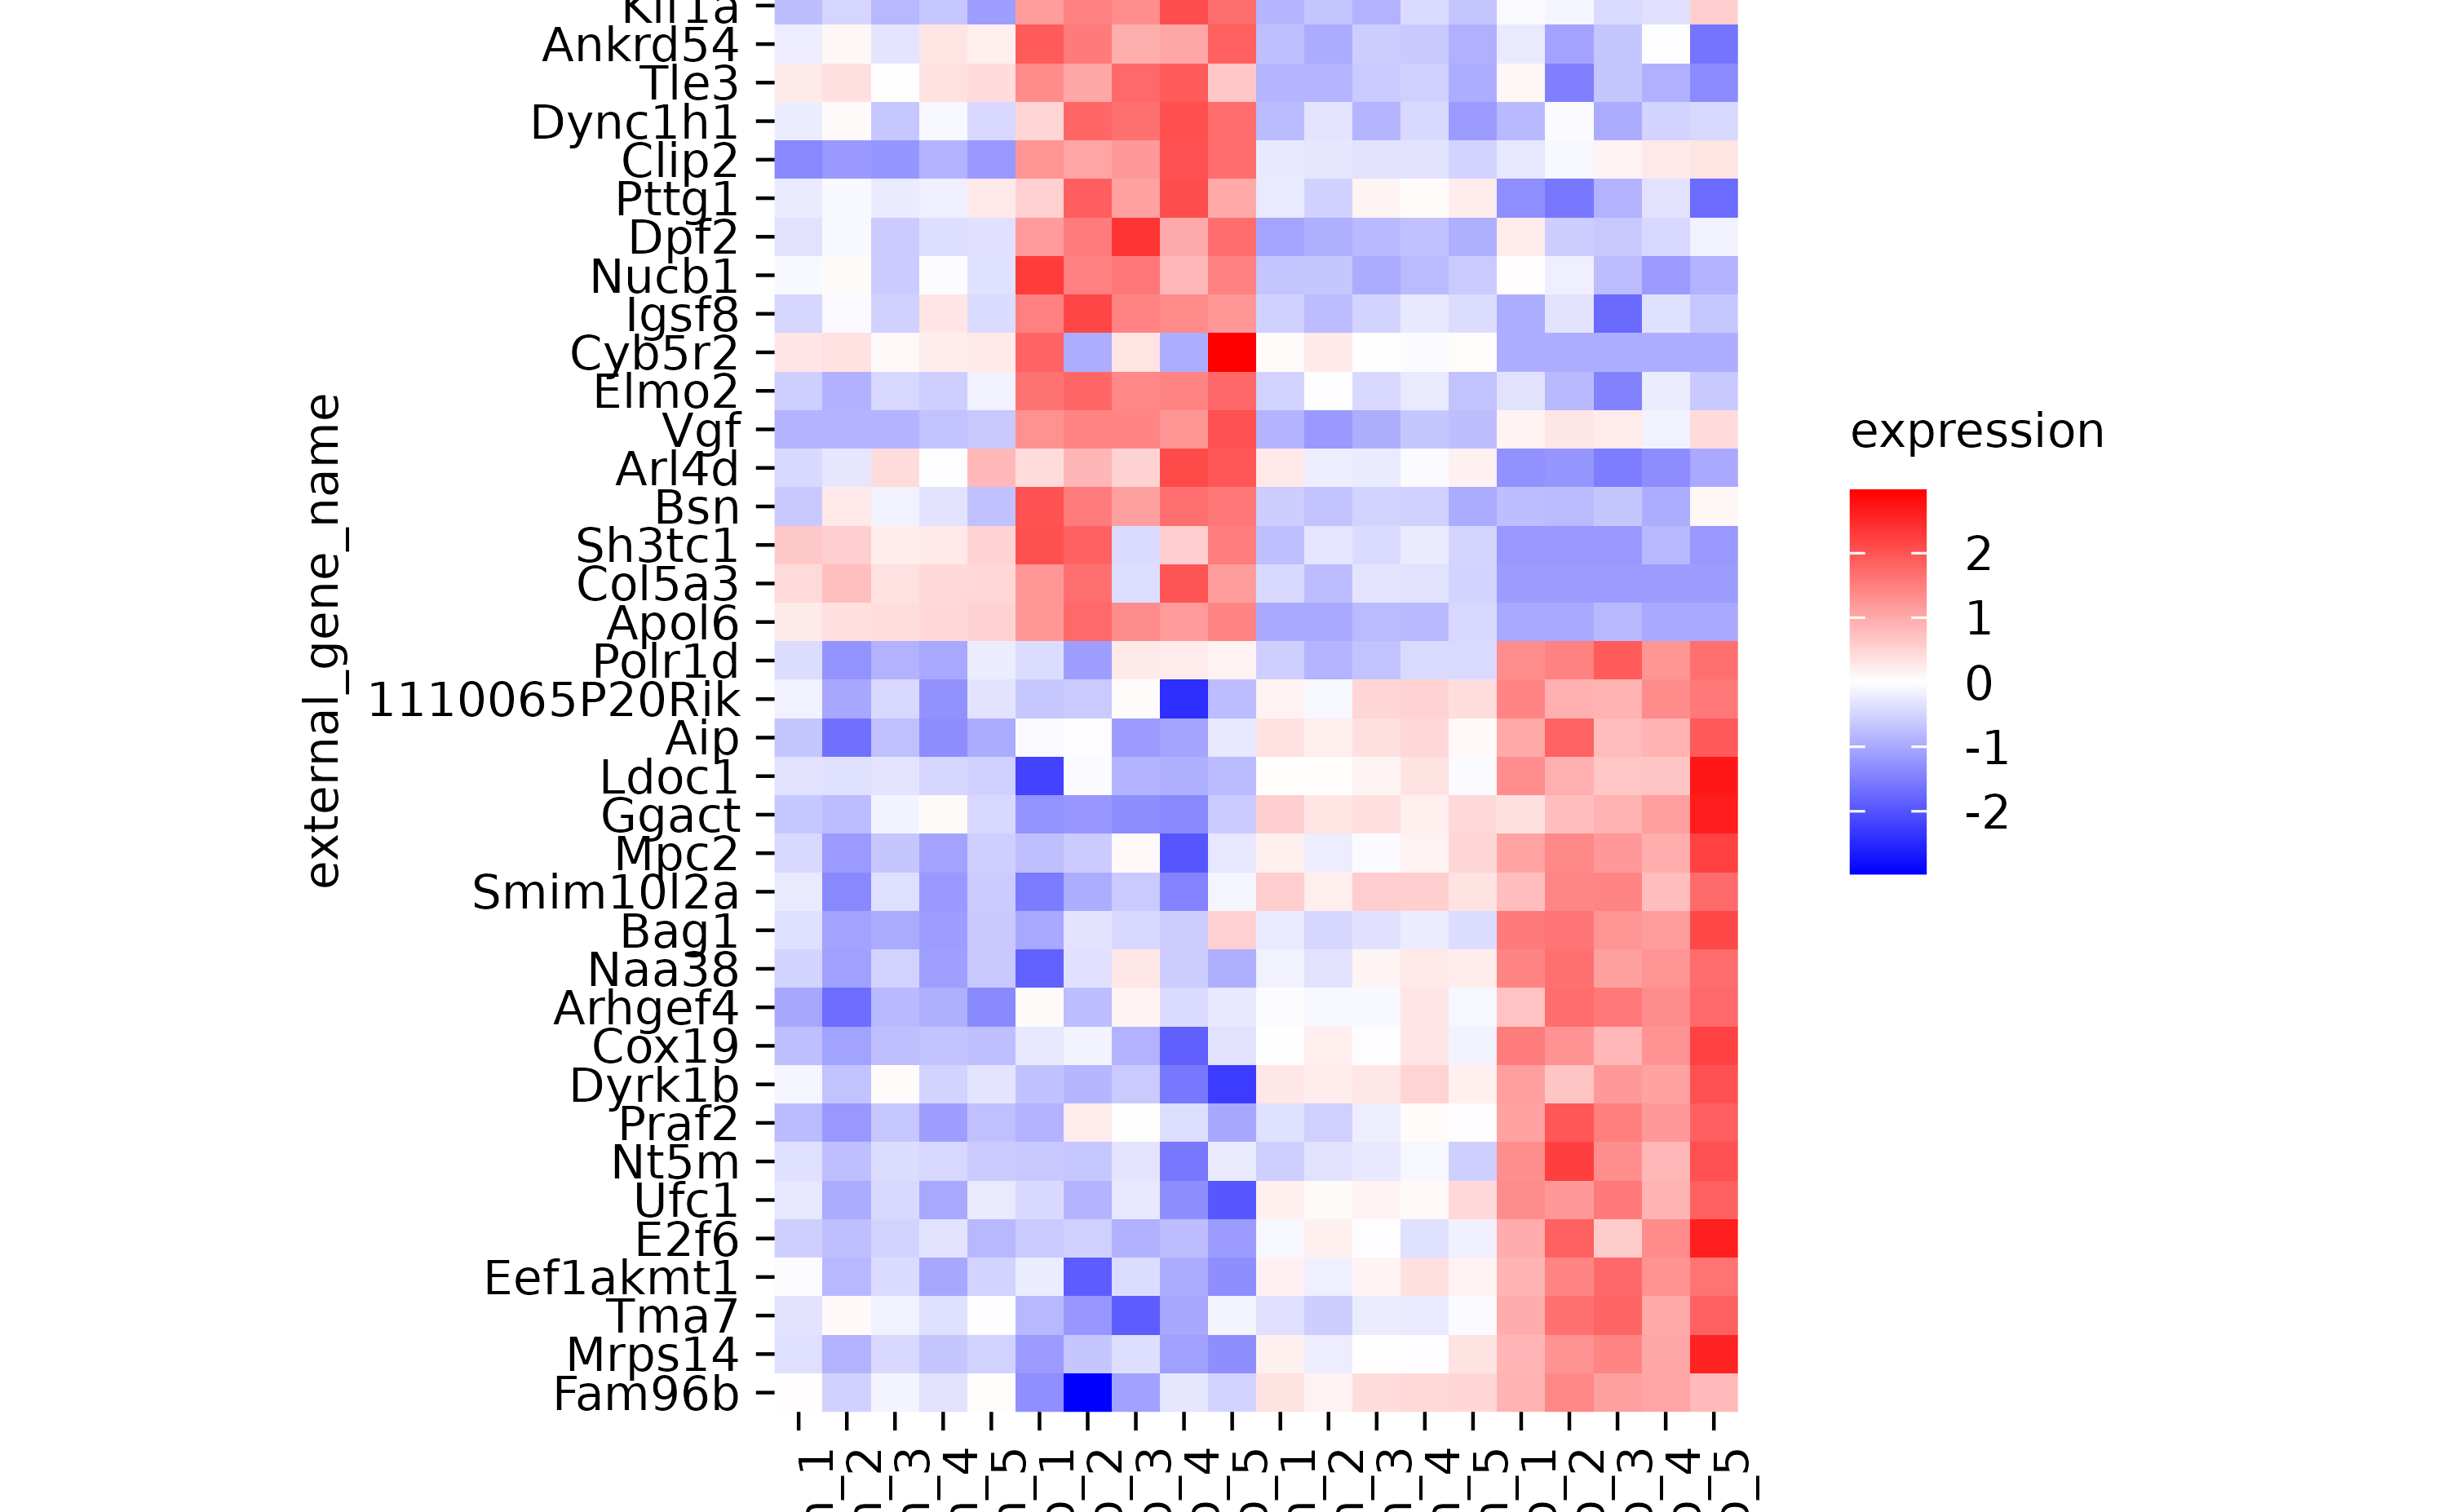 Ankrd54
Tle3
Dync1h1
Clip2
Pttg1
Dpf2
Nucb1
Igsf8
Cyb5r2
Elmo2
Vgf
Arl4d
Bsn
Sh3tc1
Col5a3
Apol6
Polr1d
1110065P20Rik
Aip
Ldoc1
Ggact
Mpc2
Smim10l2a
Bag1
Naa38
Arhgef4
Cox19
Dyrk1b
Praf2
Nt5m
Ufc1
E2f6
Eef1akmt1
Tma7
Mrps14
Fam96b
external_gene_name
expression
2
1
0
-1
-2